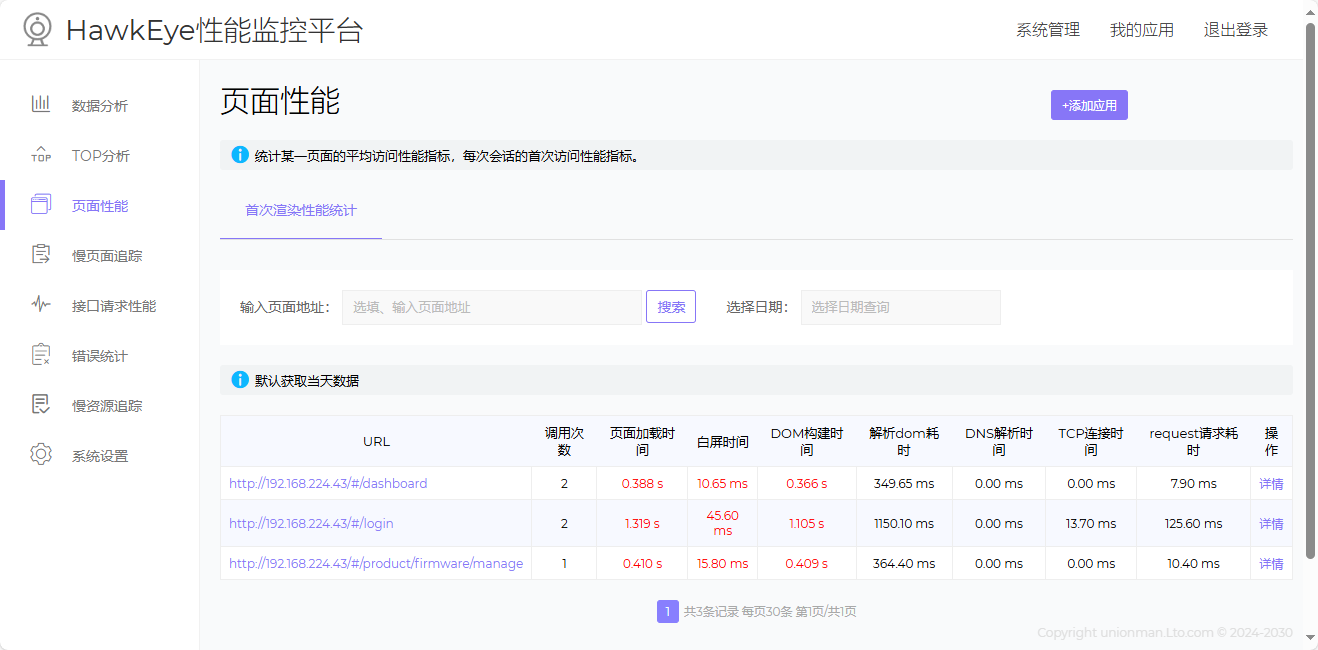 HawkEye性能监控平台
系统管理 我的应用 退出登录
数据分析
TOP分析
页面性能
慢页面追踪
接口请求性能
错误统计
慢资源追踪
系统设置
页面性能
+添加应用
统计某一页面的平均访问性能指标，每次会话的首次访问性能指标。
首次渲染性能统计
输入页面地址： 选填、输入页面地址 搜索 选择日期： 选择日期查询
默认获取当天数据
URL 调用次数 页面加载时间 白屏时间 DOM构建时间 解析dom耗时 DNS解析时间 TCP连接时间 request请求耗时 操作
http://192.168.224.43/#/dashboard 2 0.388 s 10.65 ms 0.366 s 349.65 ms 0.00 ms 0.00 ms 7.90 ms 详情
http://192.168.224.43/#/login 2 1.319 s 45.60 ms 1.105 s 1150.10 ms 0.00 ms 13.70 ms 125.60 ms 详情
http://192.168.224.43/#/product/firmware/manage 1 0.410 s 15.80 ms 0.409 s 364.40 ms 0.00 ms 0.00 ms 10.40 ms 详情
1 共3条记录 每页30条 第1页/共1页
Copyright unionman.Lto.com © 2024-2030